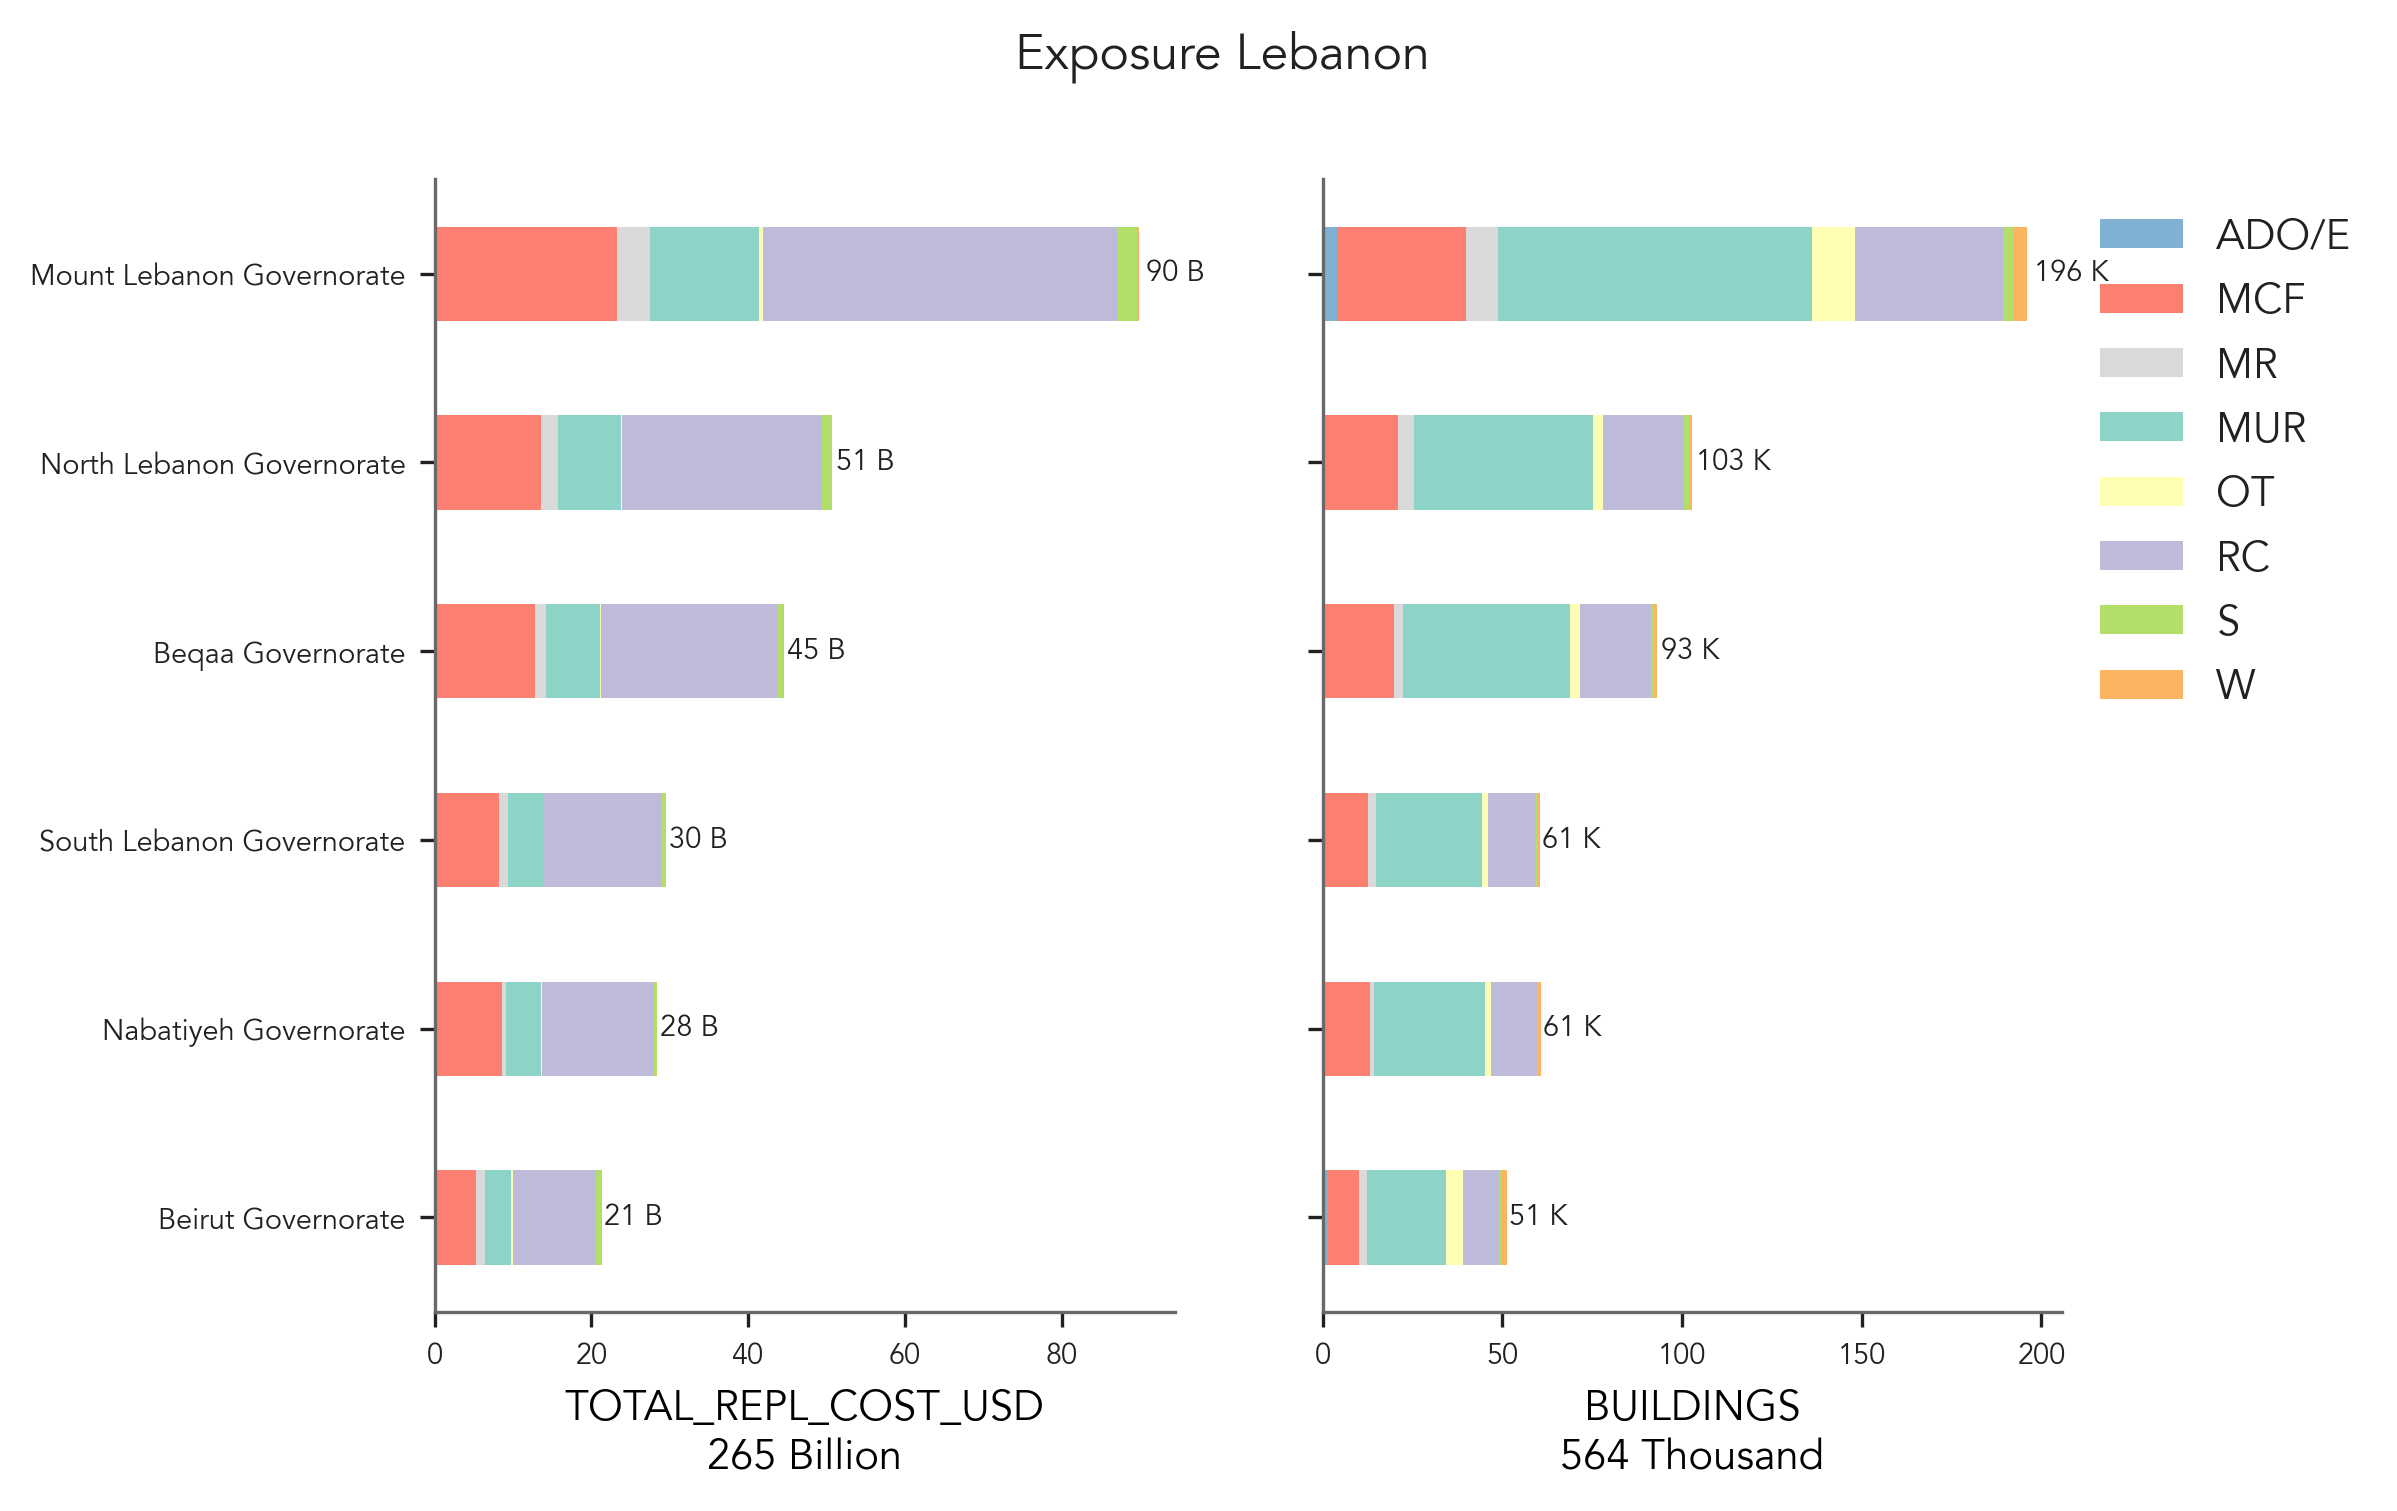 Exposure Lebanon
Mount Lebanon Governorate
North Lebanon Governorate
Beqaa Governorate
South Lebanon Governorate
Nabatiyeh Governorate
Beirut Governorate
90 B
51 B
45 B
30 B
28 B
21 B
0 20 40 60 80
TOTAL_REPL_COST_USD
265 Billion
196 K
103 K
93 K
61 K
61 K
51 K
0 50 100 150 200
BUILDINGS
564 Thousand
ADO/E
MCF
MR
MUR
OT
RC
S
W